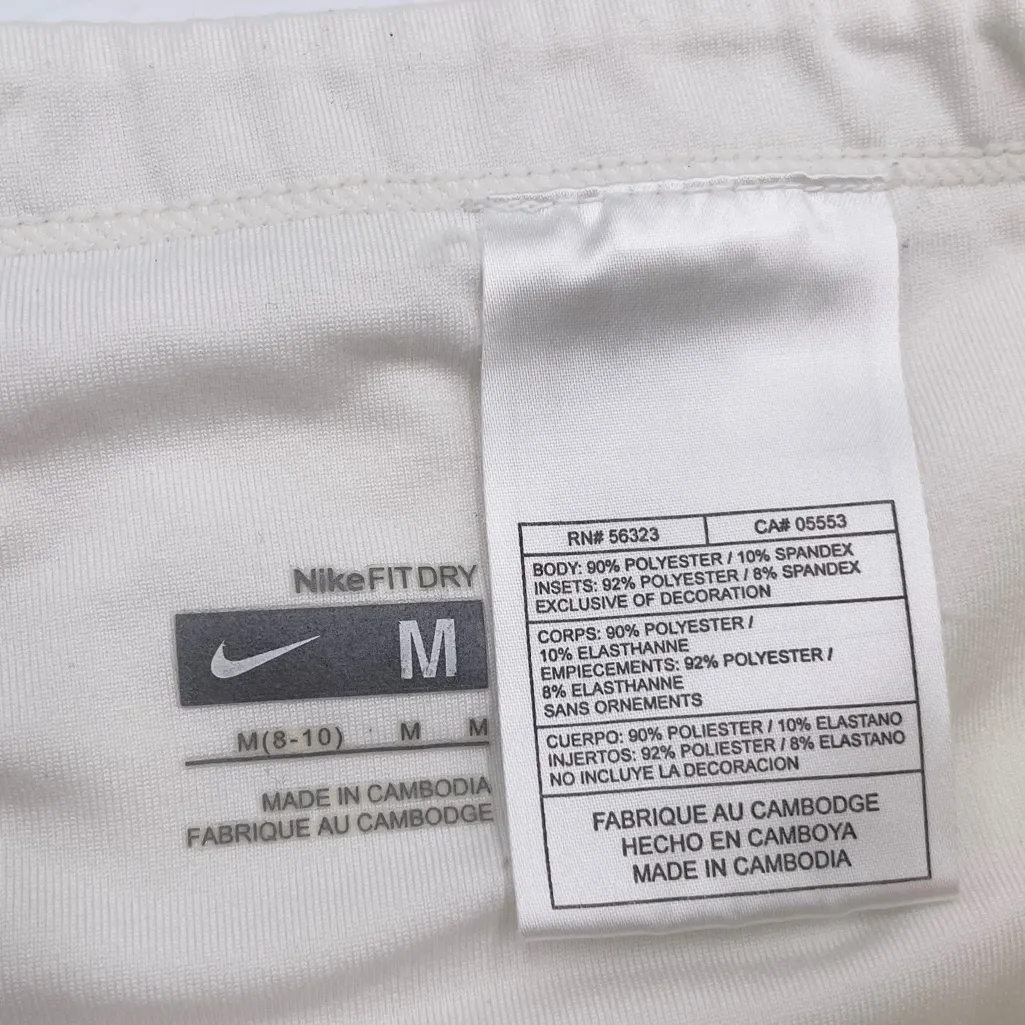 NikeFIT DRY
M
M(8-10) M M
MADE IN CAMBODIA
FABRIQUE AU CAMBODGE
RN# 56323 CA# 05553
BODY: 90% POLYESTER / 10% SPANDEX
INSETS: 92% POLYESTER / 8% SPANDEX
EXCLUSIVE OF DECORATION
CORPS: 90% POLYESTER /
10% ELASTHANNE
EMPIECEMENTS: 92% POLYESTER /
8% ELASTHANNE
SANS ORNEMENTS
CUERPO: 90% POLIESTER / 10% ELASTANO
INJERTOS: 92% POLIESTER / 8% ELASTANO
NO INCLUYE LA DECORACION
FABRIQUE AU CAMBODGE
HECHO EN CAMBOYA
MADE IN CAMBODIA